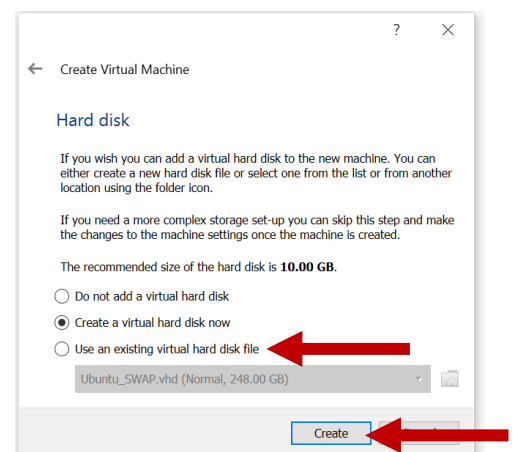 ?
Create Virtual Machine
Hard disk
If you wish you can add a virtual hard disk to the new machine. You can
either create a new hard disk file or select one from the list or from another
location using the folder icon.
If you need a more complex storage set-up you can skip this step and make
the changes to the machine settings once the machine is created.
The recommended size of the hard disk is 10.00 GB.
Do not add a virtual hard disk
Create a virtual hard disk now
Use an existing virtual hard disk file
Ubuntu_SWAP.vhd (Normal, 248.00 GB)
Create